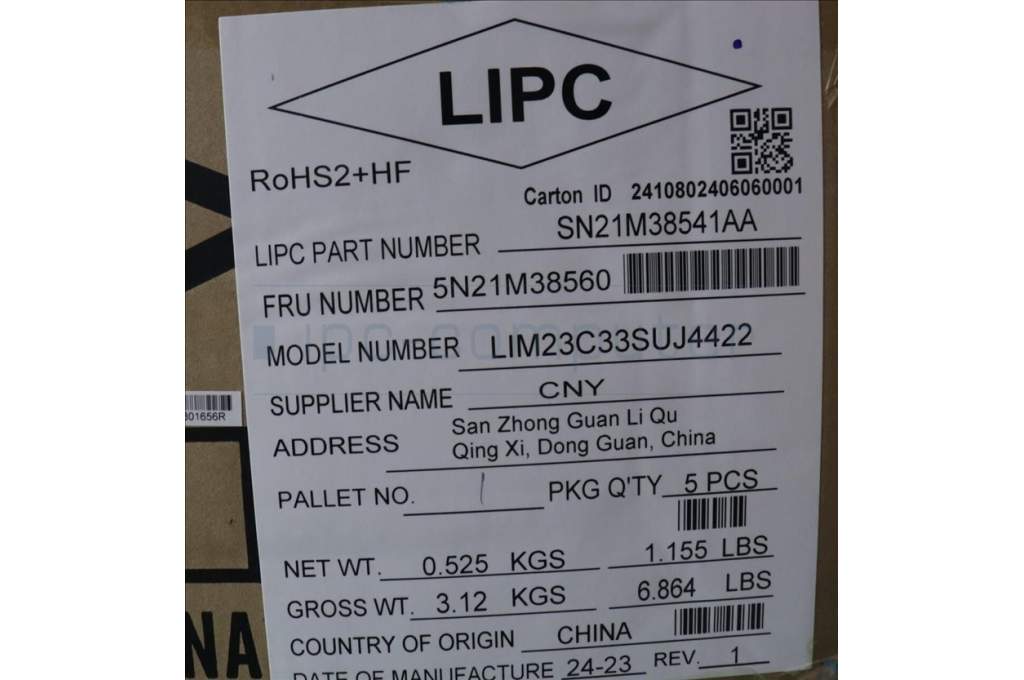 LIPC
RoHS2+HF
Carton ID 2410802406060001
LIPC PART NUMBER SN21M38541AA
FRU NUMBER 5N21M38560
MODEL NUMBER LIM23C33SUJ4422
SUPPLIER NAME CNY
ADDRESS San Zhong Guan Li Qu
Qing Xi, Dong Guan, China
PALLET NO. 1 PKG Q'TY 5 PCS
NET WT. 0.525 KGS 1.155 LBS
GROSS WT. 3.12 KGS 6.864 LBS
COUNTRY OF ORIGIN CHINA
DATE OF MANUFACTURE 24-23 REV. 1
301656R
NA